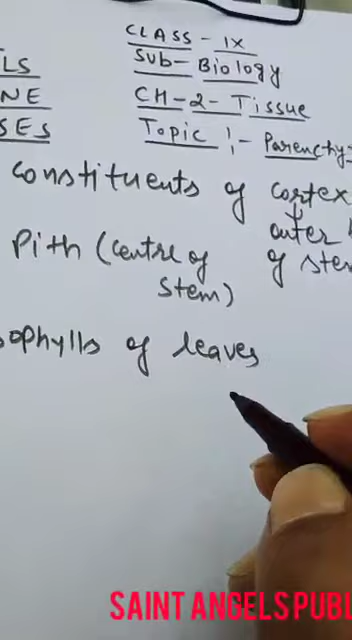 CLASS - IX
LS
Sub- Biology
NE
CH-2- Tissue
SES
Topic :- Parenchy
constituents of cortex
outer
Pith (centre of
of stem
stem)
ophylls of leaves
SAINT ANGELS PUBL